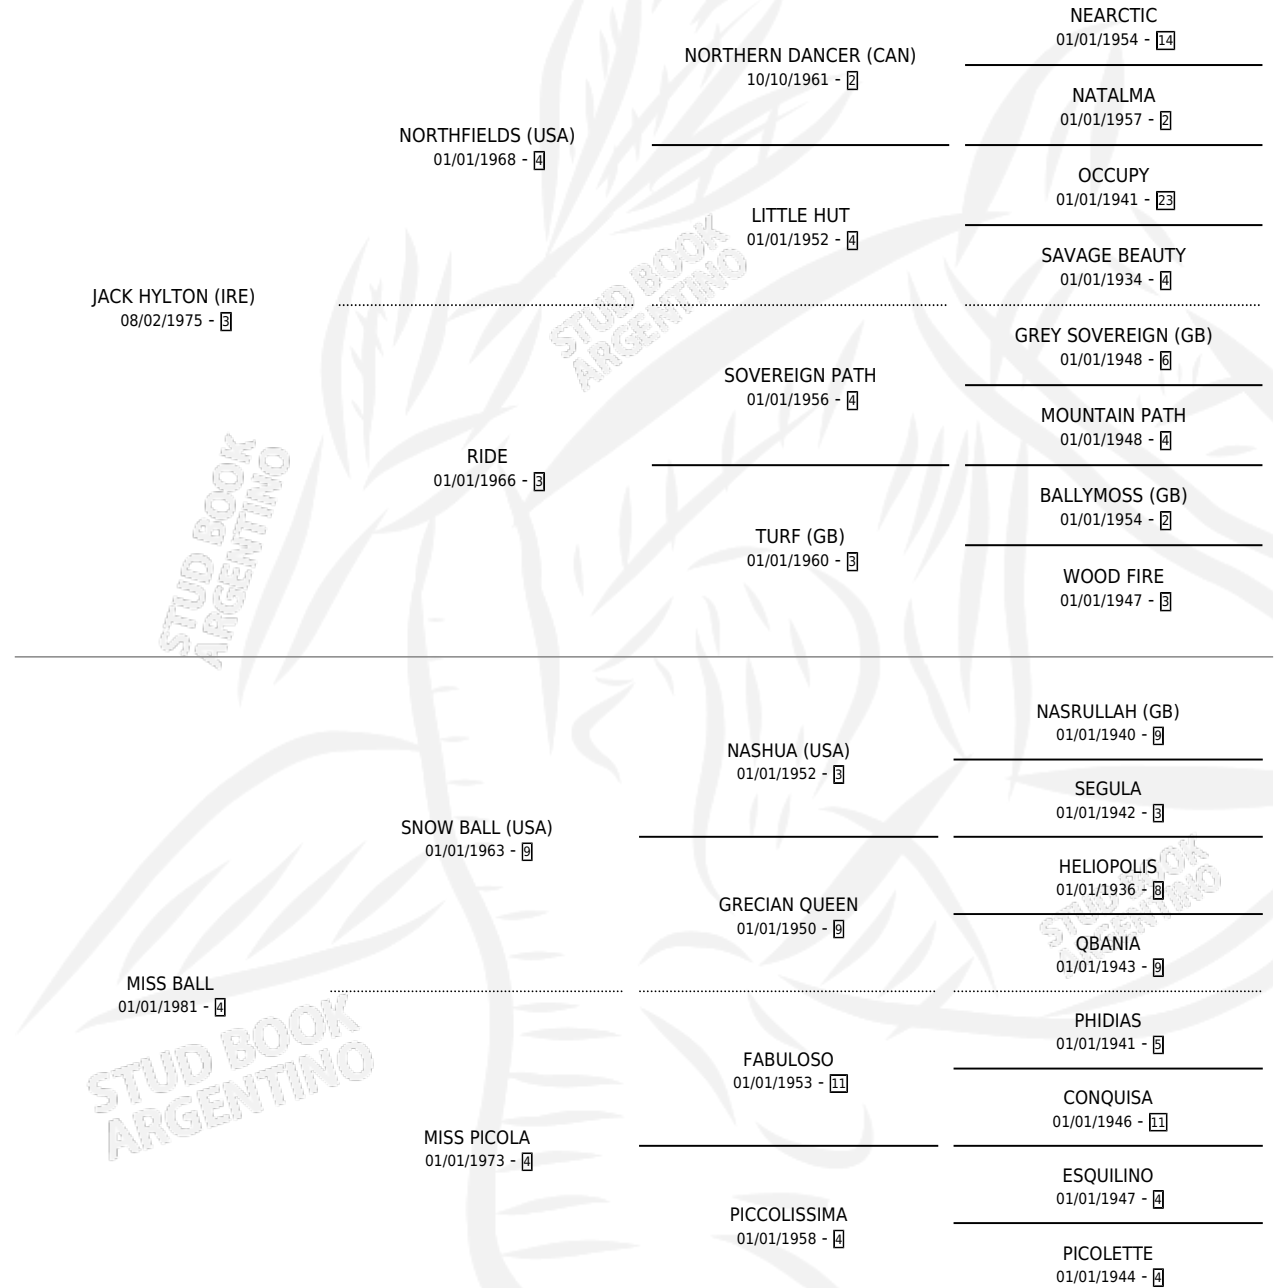 NEARCTIC
01/01/1954 - 14
NORTHERN DANCER (CAN)
10/10/1961 - 2
NATALMA
01/01/1957 - 2
NORTHFIELDS (USA)
01/01/1968 - 4
OCCUPY
01/01/1941 - 23
LITTLE HUT
01/01/1952 - 4
SAVAGE BEAUTY
01/01/1934 - 4
JACK HYLTON (IRE)
08/02/1975 - 3
GREY SOVEREIGN (GB)
01/01/1948 - 6
SOVEREIGN PATH
01/01/1956 - 4
MOUNTAIN PATH
01/01/1948 - 4
RIDE
01/01/1966 - 3
BALLYMOSS (GB)
01/01/1954 - 2
TURF (GB)
01/01/1960 - 3
WOOD FIRE
01/01/1947 - 3
STUD BOOK
ARGENTINO
STUD BOOK
ARGENTINO
NASRULLAH (GB)
01/01/1940 - 9
NASHUA (USA)
01/01/1952 - 3
SEGULA
01/01/1942 - 3
SNOW BALL (USA)
01/01/1963 - 9
HELIOPOLIS
01/01/1936 - 8
GRECIAN QUEEN
01/01/1950 - 9
QBANIA
01/01/1943 - 9
MISS BALL
01/01/1981 - 4
PHIDIAS
01/01/1941 - 5
FABULOSO
01/01/1953 - 11
CONQUISA
01/01/1946 - 11
MISS PICOLA
01/01/1973 - 4
ESQUILINO
01/01/1947 - 4
PICCOLISSIMA
01/01/1958 - 4
PICOLETTE
01/01/1944 - 4
STUD BOOK
ARGENTINO
STUD BOOK
ARGENTINO